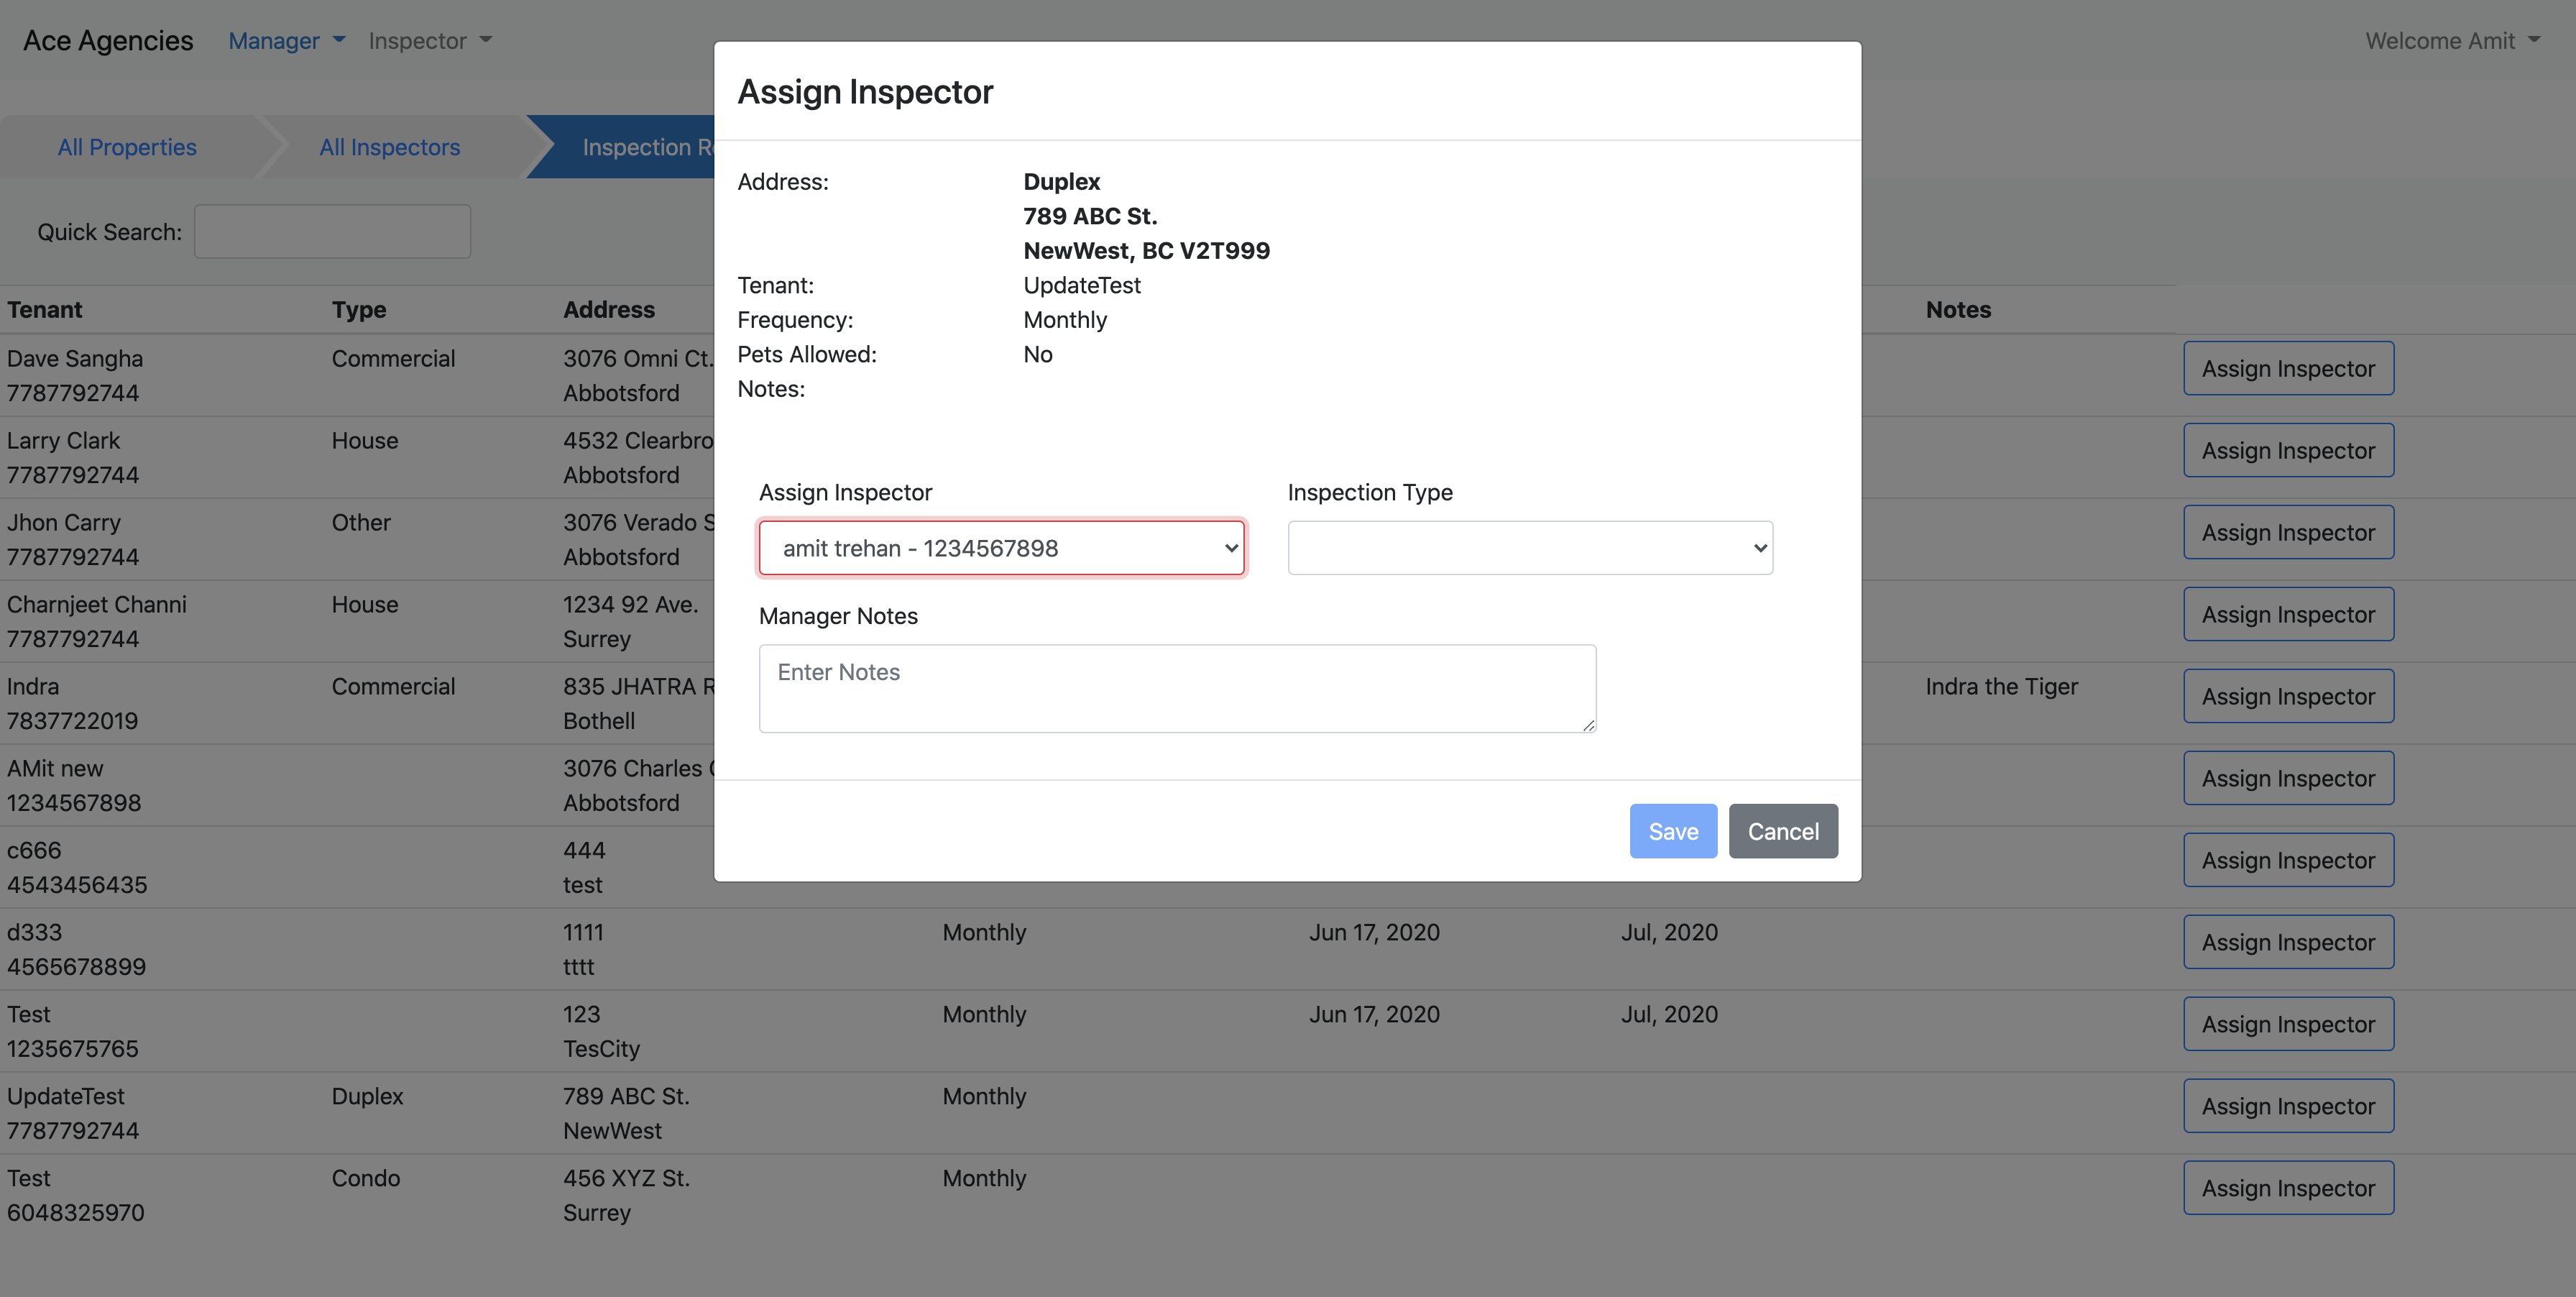 Ace Agencies Manager Inspector Welcome Amit
All Properties All Inspectors Inspection
Quick Search:
Tenant Type Address Notes
Dave Sangha Commercial 3076 Omni Ct. Assign Inspector
7787792744 Abbotsford
Larry Clark House 4532 Assign Inspector
7787792744 Abbotsford
Jhon Carry Other 3076 Verado Assign Inspector
7787792744 Abbotsford
Charnjeet Channi House 1234 92 Ave. Assign Inspector
7787792744 Surrey
Indra Commercial 835 JHATRA Indra the Tiger Assign Inspector
7837722019 Bothell
AMit new 3076 Charles Assign Inspector
1234567898 Abbotsford
c666 444 Assign Inspector
4543456435 test
d333 1111 Monthly Jun 17, 2020 Jul, 2020 Assign Inspector
4565678899 tttt
Test 123 Monthly Jun 17, 2020 Jul, 2020 Assign Inspector
1235675765 TesCity
UpdateTest Duplex 789 ABC St. Monthly Assign Inspector
7787792744 NewWest
Test Condo 456 XYZ St. Monthly Assign Inspector
6048325970 Surrey
Assign Inspector
Address: Duplex
789 ABC St.
NewWest, BC V2T999
Tenant: UpdateTest
Frequency: Monthly
Pets Allowed: No
Notes:
Assign Inspector Inspection Type
amit trehan - 1234567898
Manager Notes
Enter Notes
Save Cancel